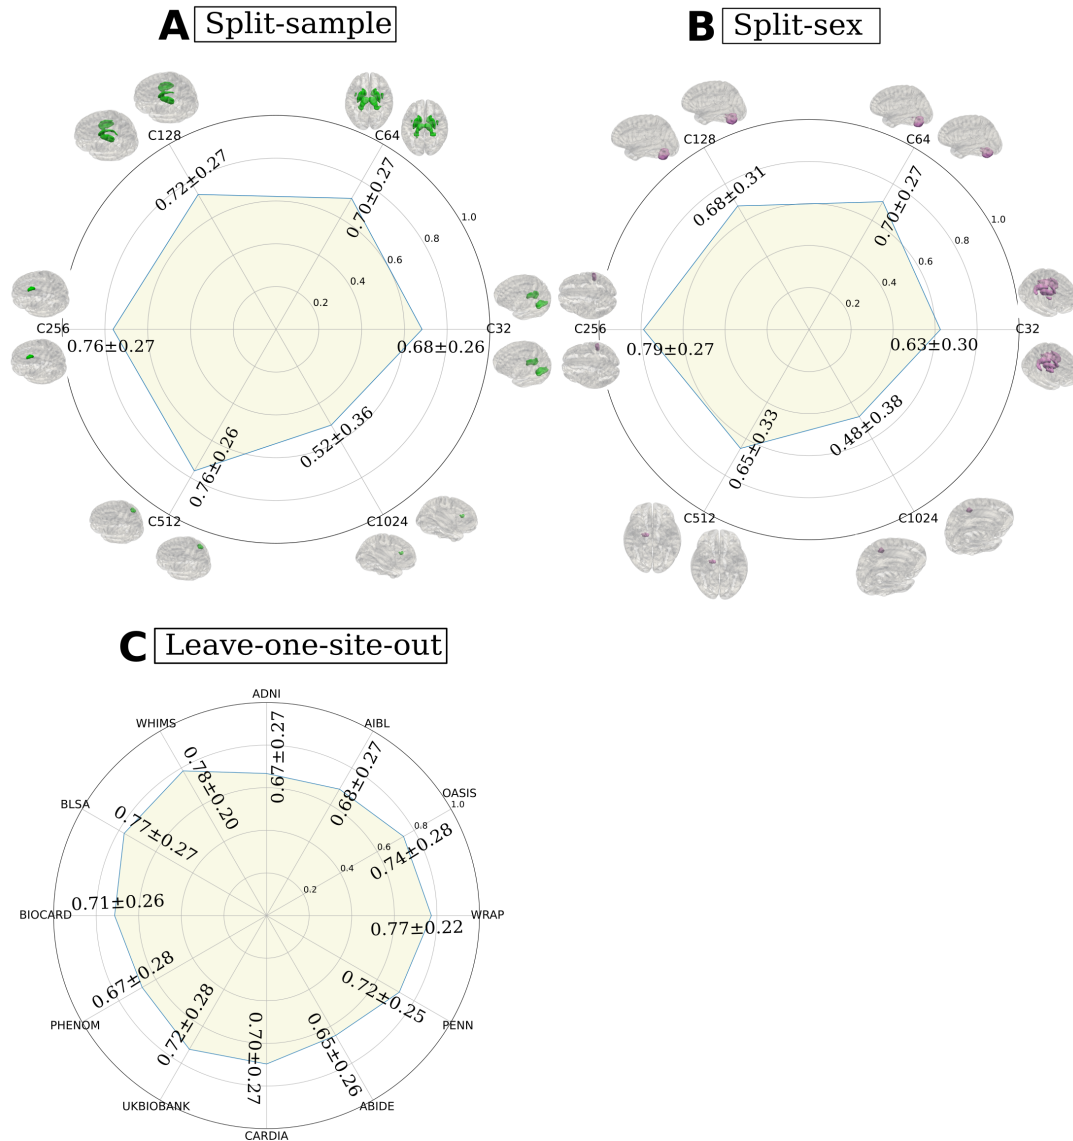 A Split-sample
C128
C64
0.72±0.27
0.70±0.27
1.0
0.8
0.6
0.4
0.2
C256
C32
0.76±0.27
0.68±0.26
0.76±0.26
0.52±0.36
C512
C1024
B Split-sex
C128
C64
0.68±0.31
0.70±0.27
1.0
0.8
0.6
0.4
0.2
C256
C32
0.79±0.27
0.63±0.30
0.65±0.33
0.48±0.38
C512
C1024
C Leave-one-site-out
ADNI
WHIMS
AIBL
0.67±0.27
0.78±0.20
0.68±0.27
OASIS
BLSA
1.0
0.8
0.6
0.4
0.2
0.77±0.27
0.74±0.28
0.71±0.26
BIOCARD
WRAP
0.77±0.22
0.67±0.28
0.72±0.25
0.72±0.28
0.70±0.27
0.65±0.26
PHENOM
PENN
UKBIOBANK
ABIDE
CARDIA